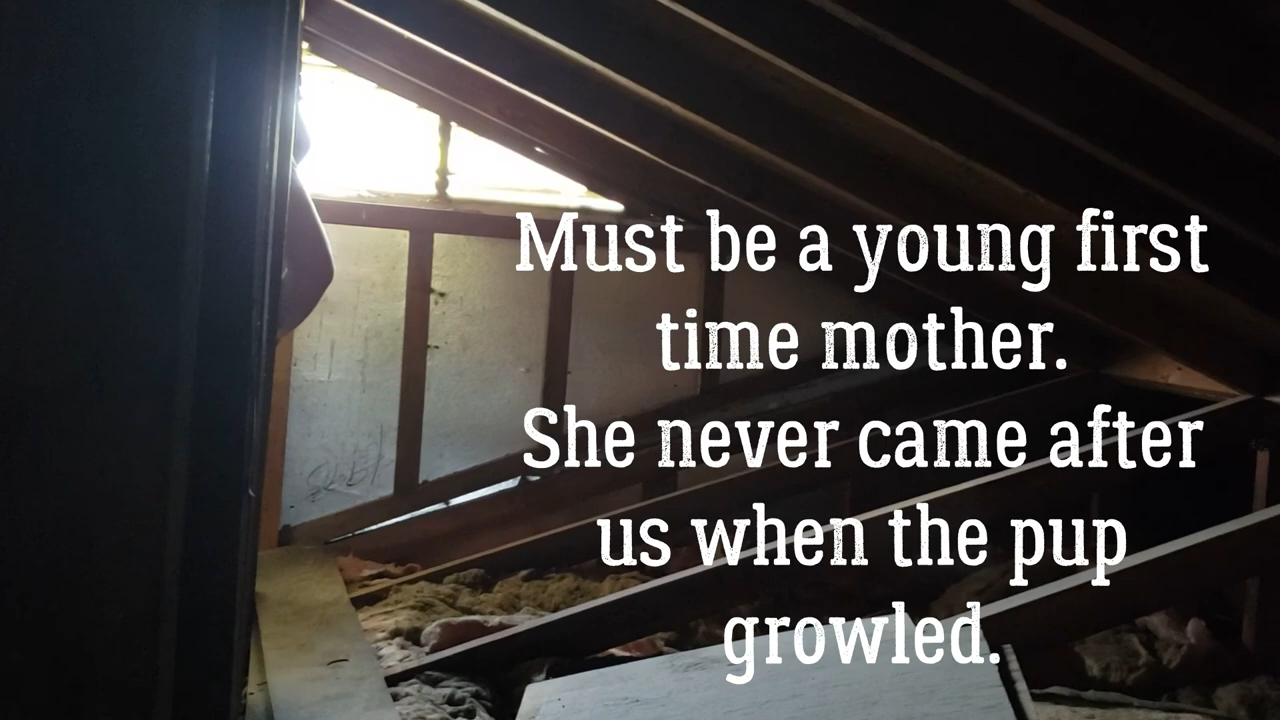 Must be a young first
time mother.
She never came after
us when the pup
growled.